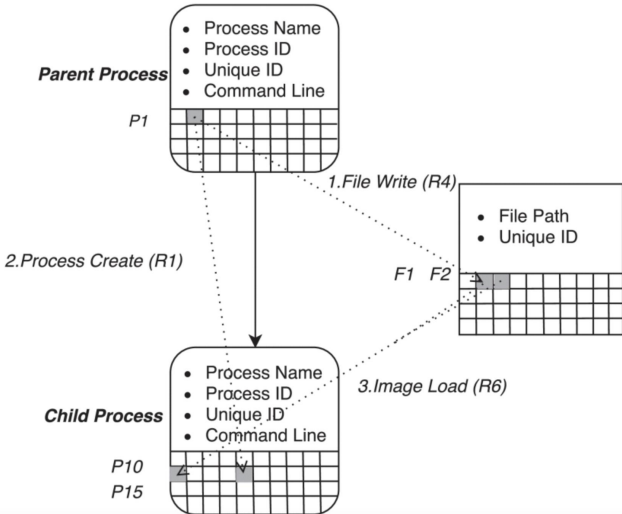 • Process Name
• Process ID
• Unique ID
• Command Line
Parent Process
P1
1.File Write (R4)
• File Path
• Unique ID
F1 F2
2.Process Create (R1)
• Process Name
• Process ID
• Unique ID
• Command Line
3.Image Load (R6)
Child Process
P10
P15